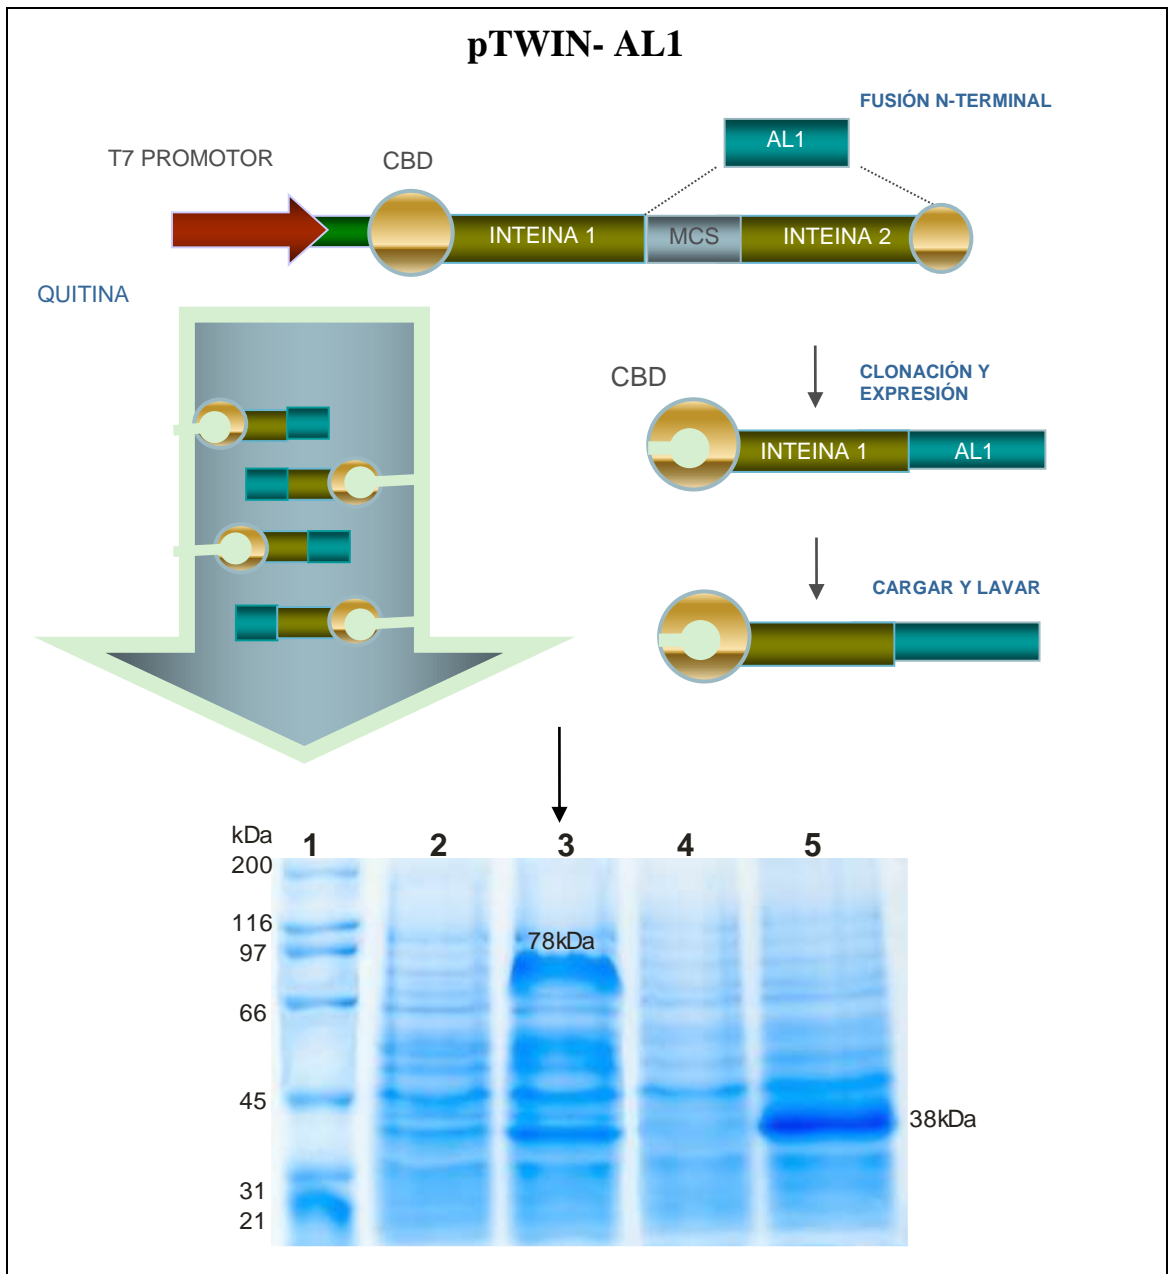 pTWIN- AL1
FUSIÓN N-TERMINAL
AL1
T7 PROMOTOR
CBD
INTEINA 1
MCS
INTEINA 2
QUITINA
CLONACIÓN Y
EXPRESIÓN
CBD
INTEINA 1
AL1
CARGAR Y LAVAR
kDa
1
2
3
4
5
200
116
97
78kDa
66
45
38kDa
31
21